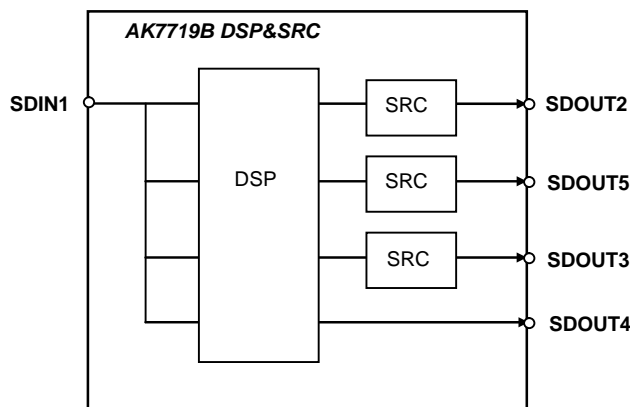 AK7719B DSP&SRC
SDIN1
DSP
SRC
SDOUT2
SRC
SDOUT5
SRC
SDOUT3
SDOUT4